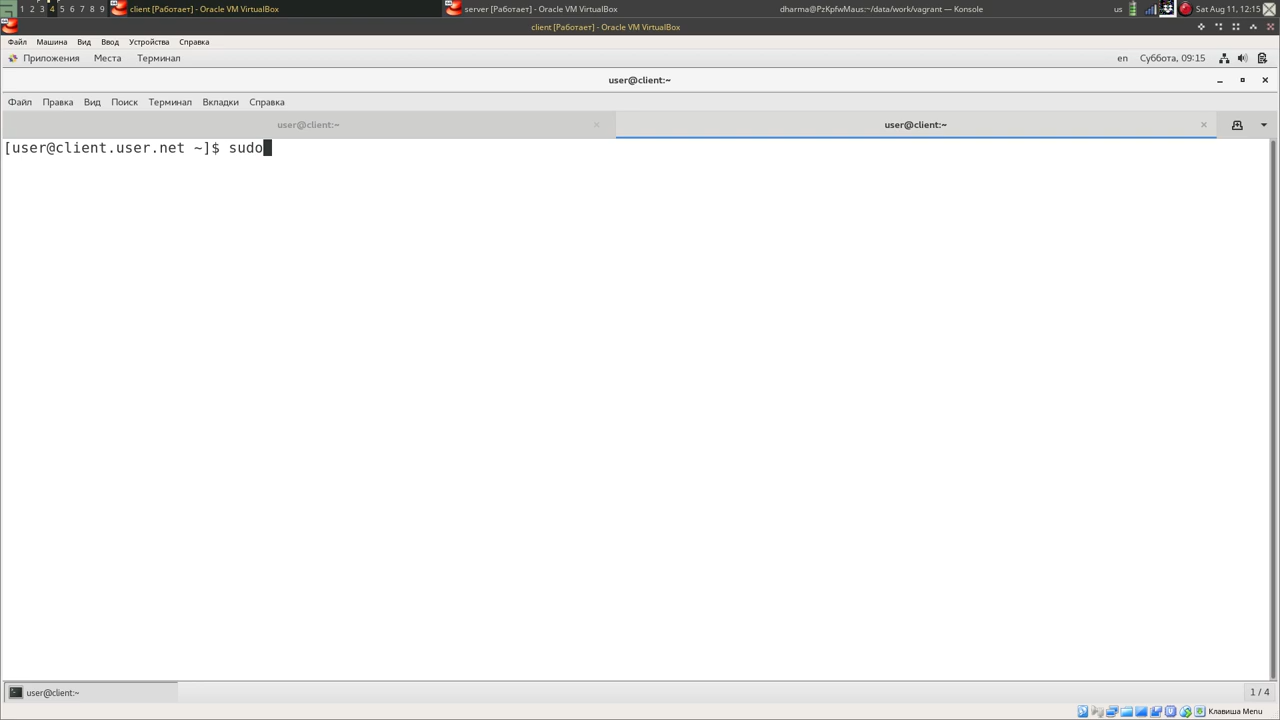 1 2 3 4 5 6 7 8 9 client [Работает] - Oracle VM VirtualBox server [Работает] - Oracle VM VirtualBox dharma@PzKpfwMaus:~/data/work/vagrant — Konsole us Sat Aug 11, 12:15
client [Работает] - Oracle VM VirtualBox
Файл Машина Вид Ввод Устройства Справка
Приложения Места Терминал en Суббота, 09:15
user@client:~
Файл Правка Вид Поиск Терминал Вкладки Справка
user@client:~ user@client:~
[user@client.user.net ~]$ sudo
user@client:~ 1 / 4
Клавиша Menu